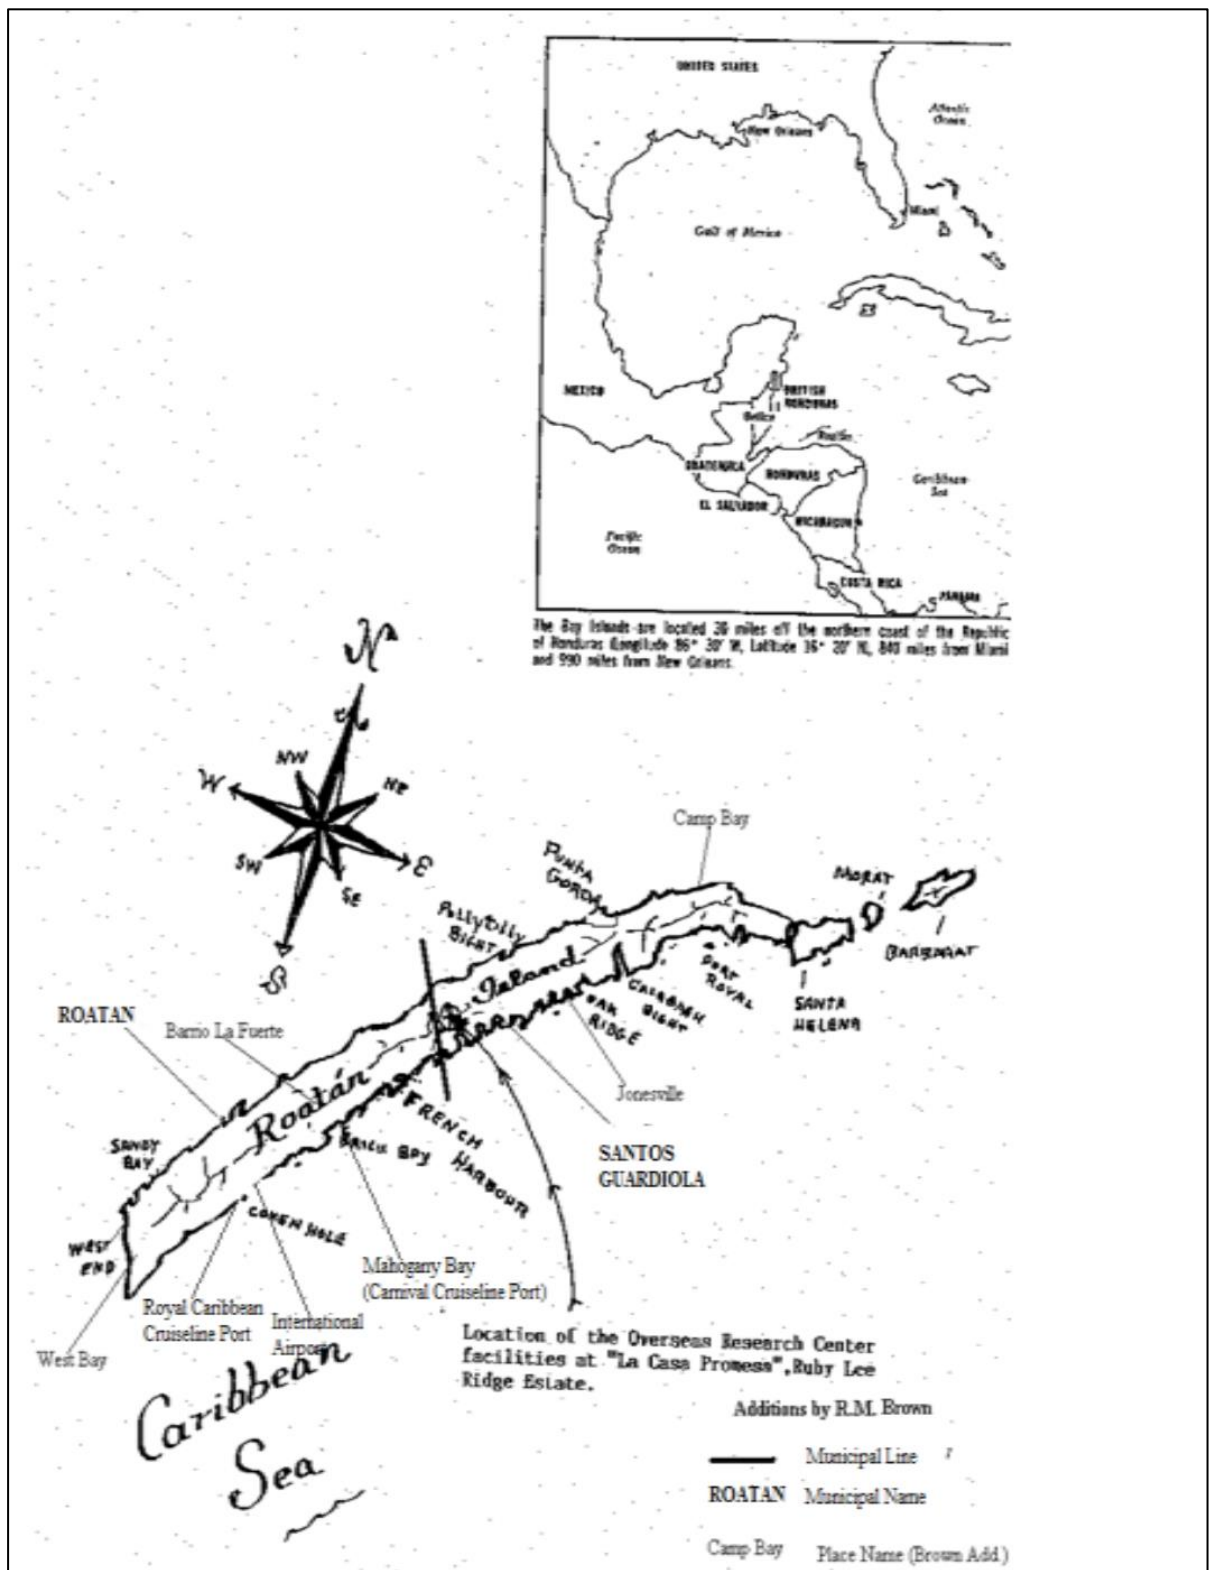 UNITED STATES
Atlantic
Ocean
New Orleans
Miami
Gulf of Mexico
MEXICO
BRITISH
HONDURAS
Belice
Roatán
GUATEMALA
HONDURAS
Caribbean
Sea
EL SALVADOR
NICARAGUA
Pacific
Ocean
COSTA RICA
PANAMA
The Bay Islands are located 36 miles off the northern coast of the Republic
of Honduras (Longitude 86° 30' W, Latitude 16° 20' N, 840 miles from Miami
and 990 miles from New Orleans.
N
NW
NE
W
E
SW
SE
S
Camp Bay
PUNTA
GORDA
MORAT
POLLYTILLY
BIGHT
BARBARAT
Island
PORT
ROYAL
CALABASH
BIGHT
SANTA
HELENA
OAK
RIDGE
ROATAN
Barrio La Fuerte
Jonesville
Roatán
FRENCH
HARBOUR
SANTOS
GUARDIOLA
SANDY
BAY
BRICK BAY
COXEN HOLE
WEST
END
Mahogany Bay
(Carnival Cruiseline Port)
Royal Caribbean
Cruiseline Port
International
Airport
West Bay
Location of the Overseas Research Center
facilities at "La Casa Promesa",Ruby Lee
Ridge Estate.
Caribbean
Sea
Additions by R.M. Brown
Municipal Line
ROATAN Municipal Name
Camp Bay Place Name (Brown Add.)